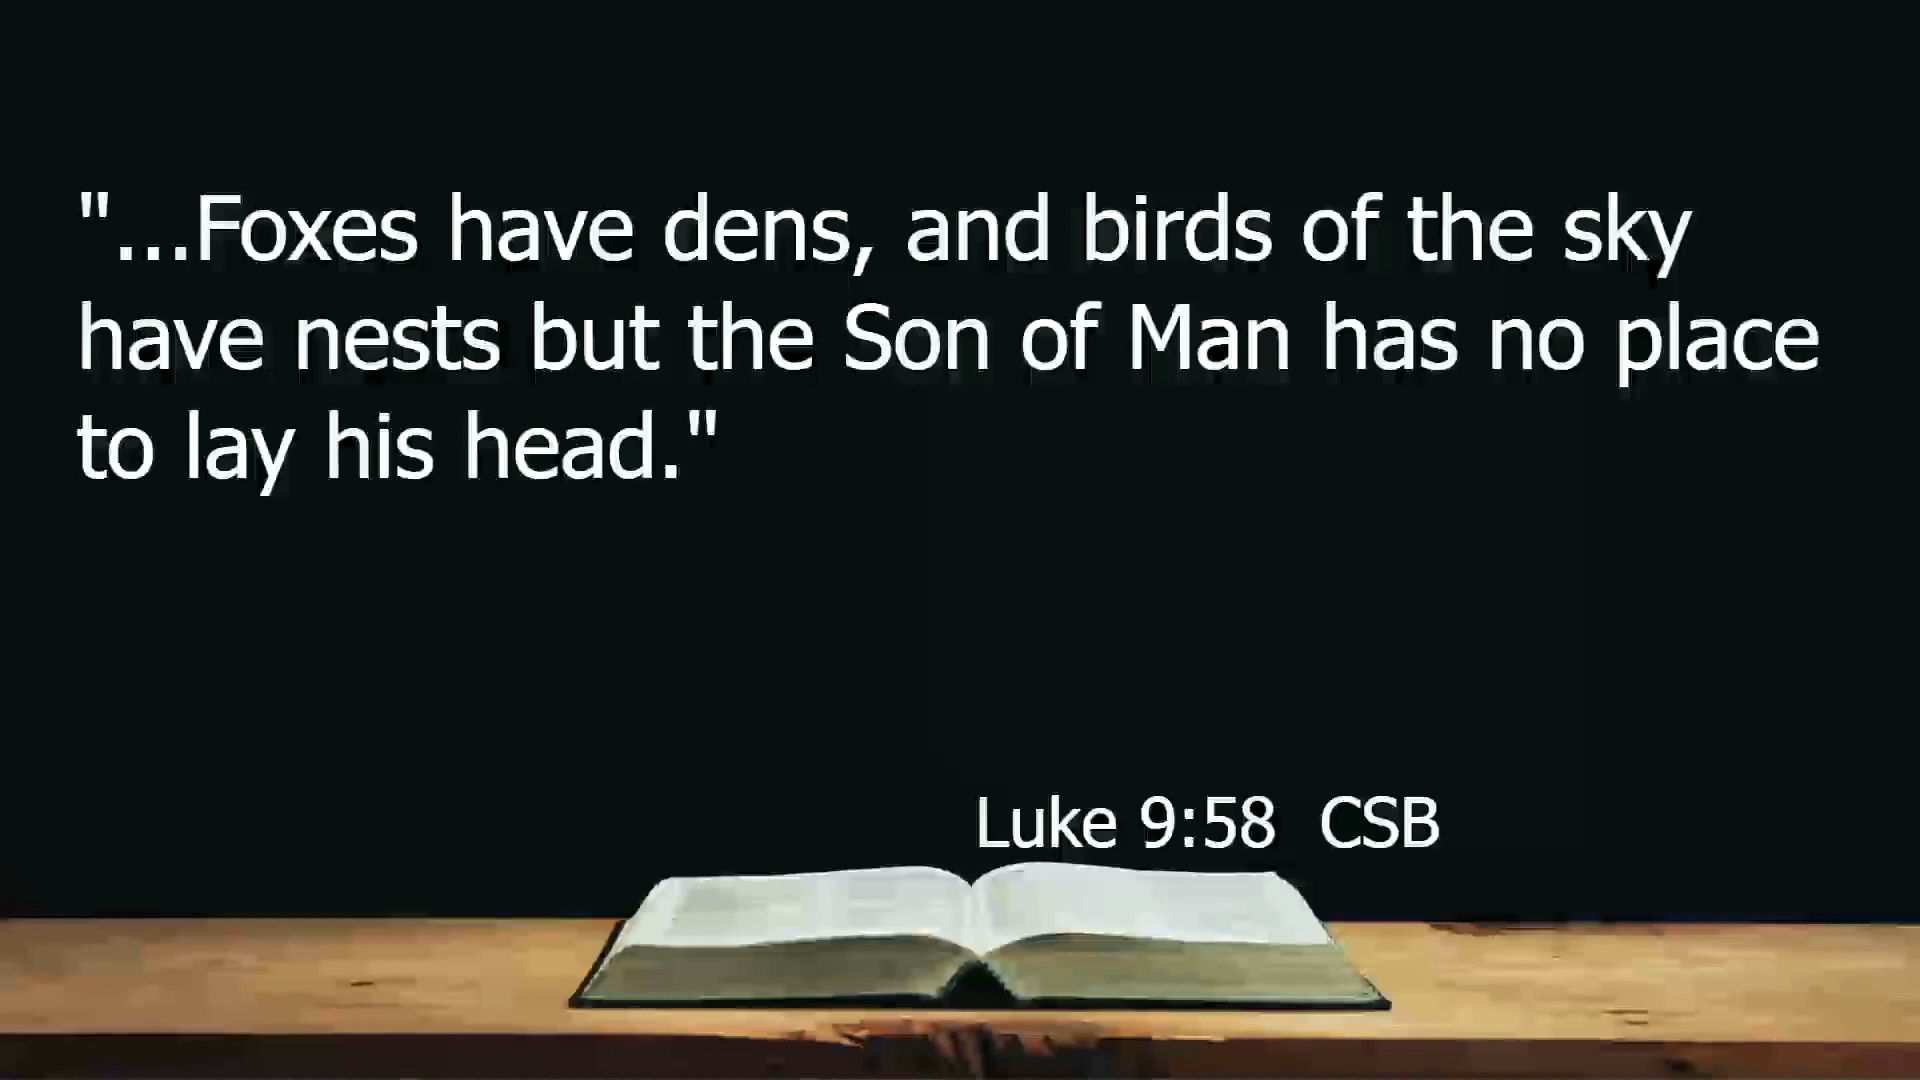 "...Foxes have dens, and birds of the sky
have nests but the Son of Man has no place
to lay his head."
Luke 9:58 CSB